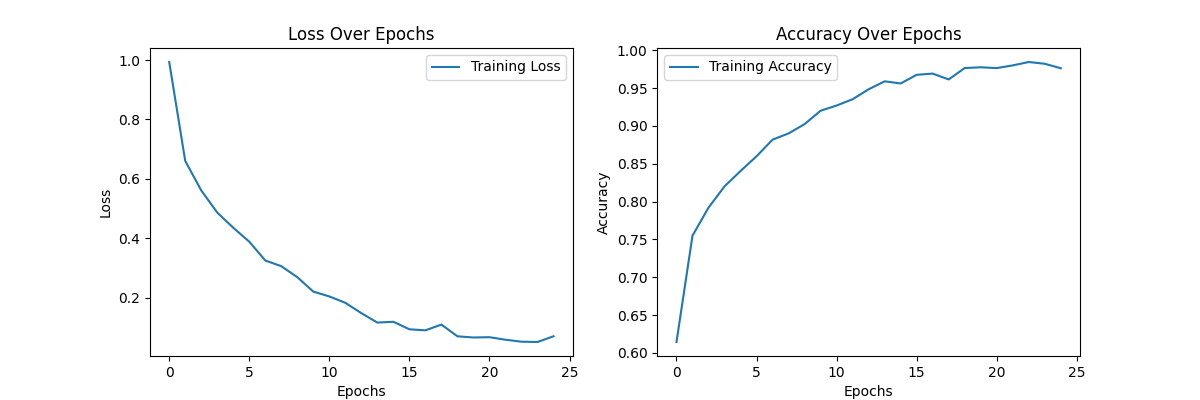 Loss Over Epochs
Training Loss
1.0
0.8
0.6
0.4
0.2
Loss
0 5 10 15 20 25
Epochs
Accuracy Over Epochs
Training Accuracy
1.00
0.95
0.90
0.85
0.80
0.75
0.70
0.65
0.60
Accuracy
0 5 10 15 20 25
Epochs